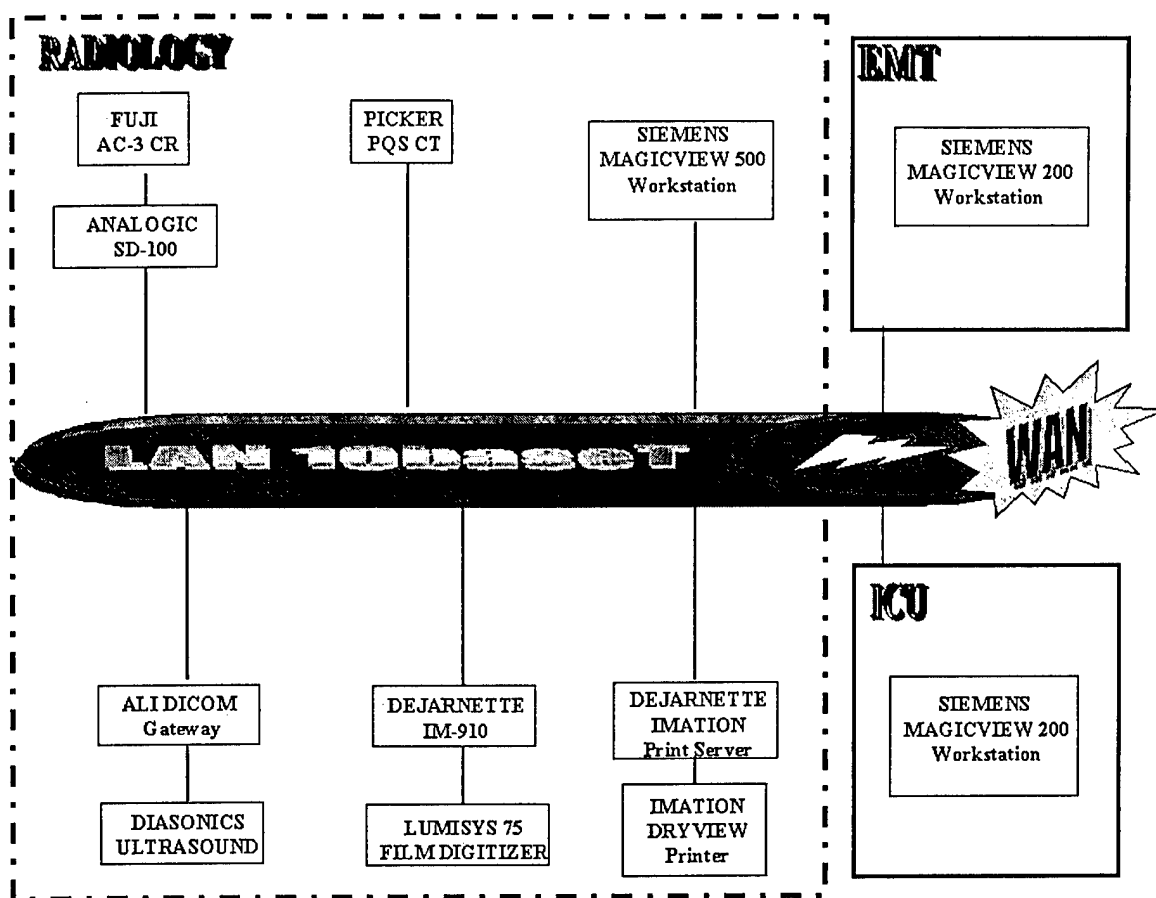 RADIOLOGY
EMT
FUJI
AC-3 CR
PICKER
PQS CT
SIEMENS
MAGICVIEW 500
Workstation
SIEMENS
MAGICVIEW 200
Workstation
ANALOGIC
SD-100
LAN 10Base T
WAN
ICU
ALI DICOM
Gateway
DEJARNETTE
IM-910
DEJARNETTE
IMATION
Print Server
SIEMENS
MAGICVIEW 200
Workstation
DIASONICS
ULTRASOUND
LUMISYS 75
FILM DIGITIZER
IMATION
DRYVIEW
Printer